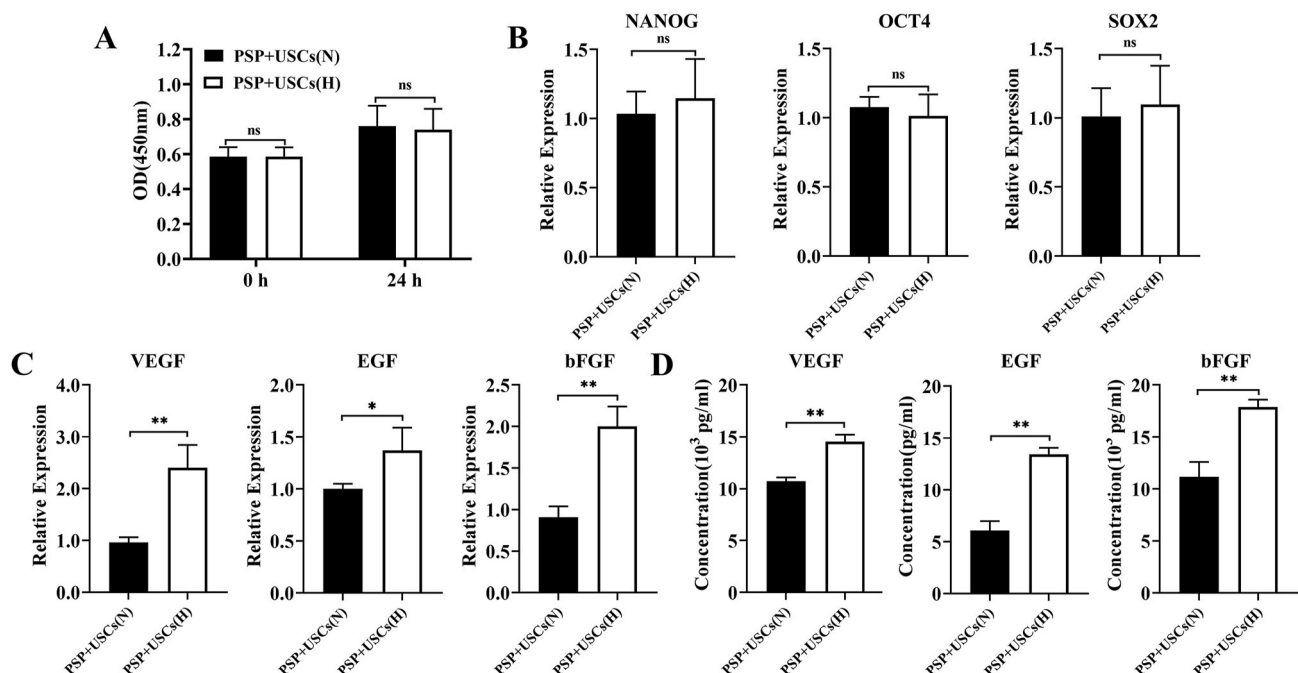 A
1.2
1.0
0.8
0.6
0.4
0.2
0.0
OD(450nm)
PSP+USCs(N)
PSP+USCs(H)
ns
ns
0 h
24 h
B
NANOG
Relative Expression
1.5
1.0
0.5
0.0
ns
PSP+USCs(N)
PSP+USCs(H)
OCT4
Relative Expression
1.5
1.0
0.5
0.0
ns
PSP+USCs(N)
PSP+USCs(H)
SOX2
Relative Expression
1.5
1.0
0.5
0.0
ns
PSP+USCs(N)
PSP+USCs(H)
C
VEGF
Relative Expression
4.0
3.0
2.0
1.0
0.0
**
PSP+USCs(N)
PSP+USCs(H)
EGF
Relative Expression
2.0
1.5
1.0
0.5
0.0
*
PSP+USCs(N)
PSP+USCs(H)
bFGF
Relative Expression
2.5
2.0
1.5
1.0
0.5
0.0
**
PSP+USCs(N)
PSP+USCs(H)
D
VEGF
Concentration(10³ pg/ml)
20
15
10
5
0
**
PSP+USCs(N)
PSP+USCs(H)
EGF
Concentration(pg/ml)
20
15
10
5
0
**
PSP+USCs(N)
PSP+USCs(H)
bFGF
Concentration(10³ pg/ml)
20
15
10
5
0
**
PSP+USCs(N)
PSP+USCs(H)